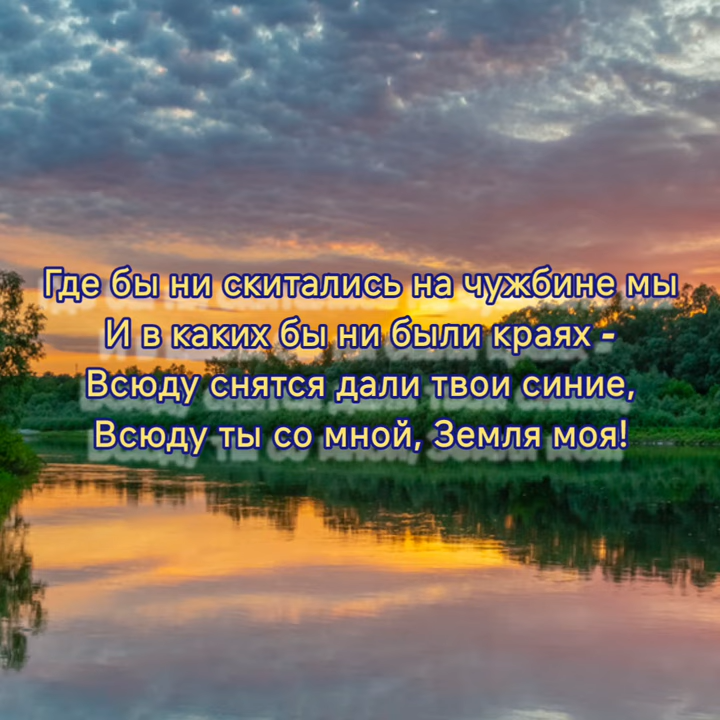 Где бы ни скитались на чужбине мы
И в каких бы ни были краях -
Всюду снятся дали твои синие,
Всюду ты со мной, Земля моя!